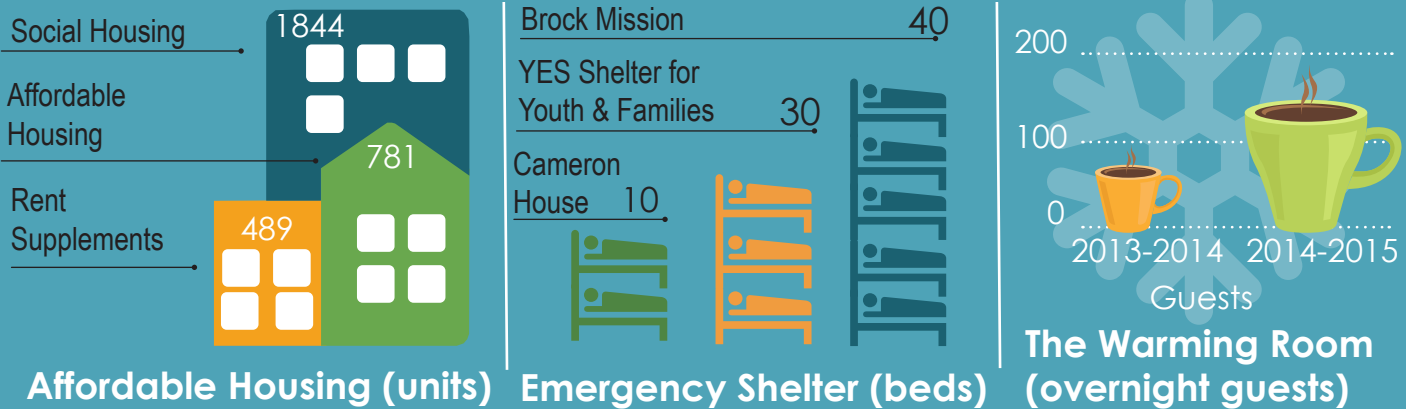 Social Housing
1844
Affordable
Housing
781
Rent
Supplements
489
Affordable Housing (units)
Brock Mission 40
YES Shelter for
Youth & Families 30
Cameron
House 10
Emergency Shelter (beds)
200
100
0
2013-2014 2014-2015
Guests
The Warming Room
(overnight guests)